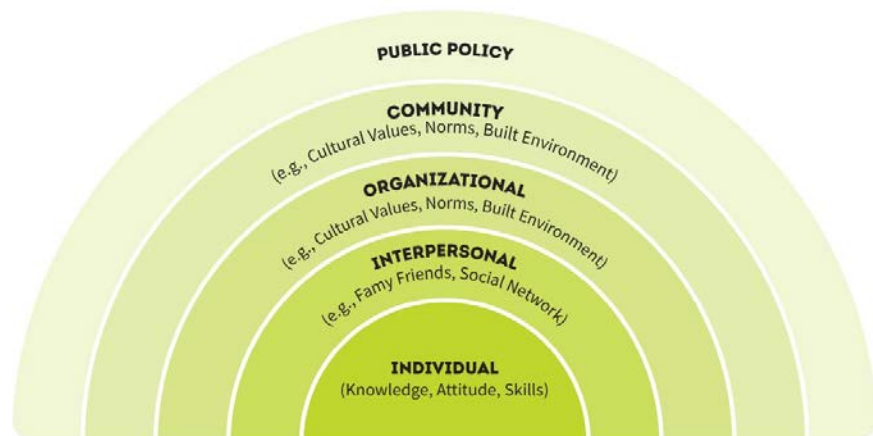 PUBLIC POLICY
COMMUNITY
(e.g., Cultural Values, Norms, Built Environment)
ORGANIZATIONAL
(e.g., Cultural Values, Norms, Built Environment)
INTERPERSONAL
(e.g., Famy Friends, Social Network)
INDIVIDUAL
(Knowledge, Attitude, Skills)